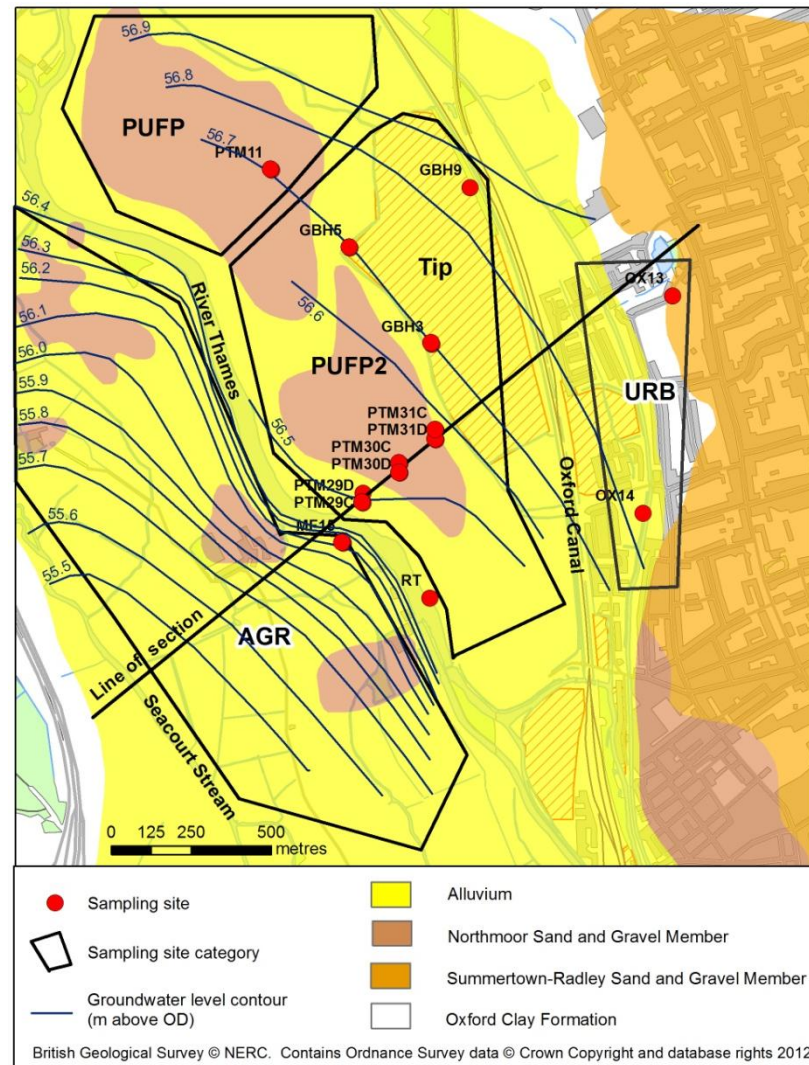 56.9
56.8
PUFP
56.7
PTM11
GBH9
56.4
56.3
56.2
56.1
56.0
55.9
55.8
55.7
55.6
55.5
GBH5
Tip
OX13
River Thames
56.6
GBH3
PUFP2
URB
56.5
PTM31C
PTM31D
PTM30C
PTM30D
PTM29D
PTM29C
OX14
Oxford Canal
RT
AGR
Line of section
Seacourt Stream
0 125 250 500
metres
Sampling site
Sampling site category
Groundwater level contour
(m above OD)
Alluvium
Northmoor Sand and Gravel Member
Summertown-Radley Sand and Gravel Member
Oxford Clay Formation
British Geological Survey © NERC. Contains Ordnance Survey data © Crown Copyright and database rights 2012